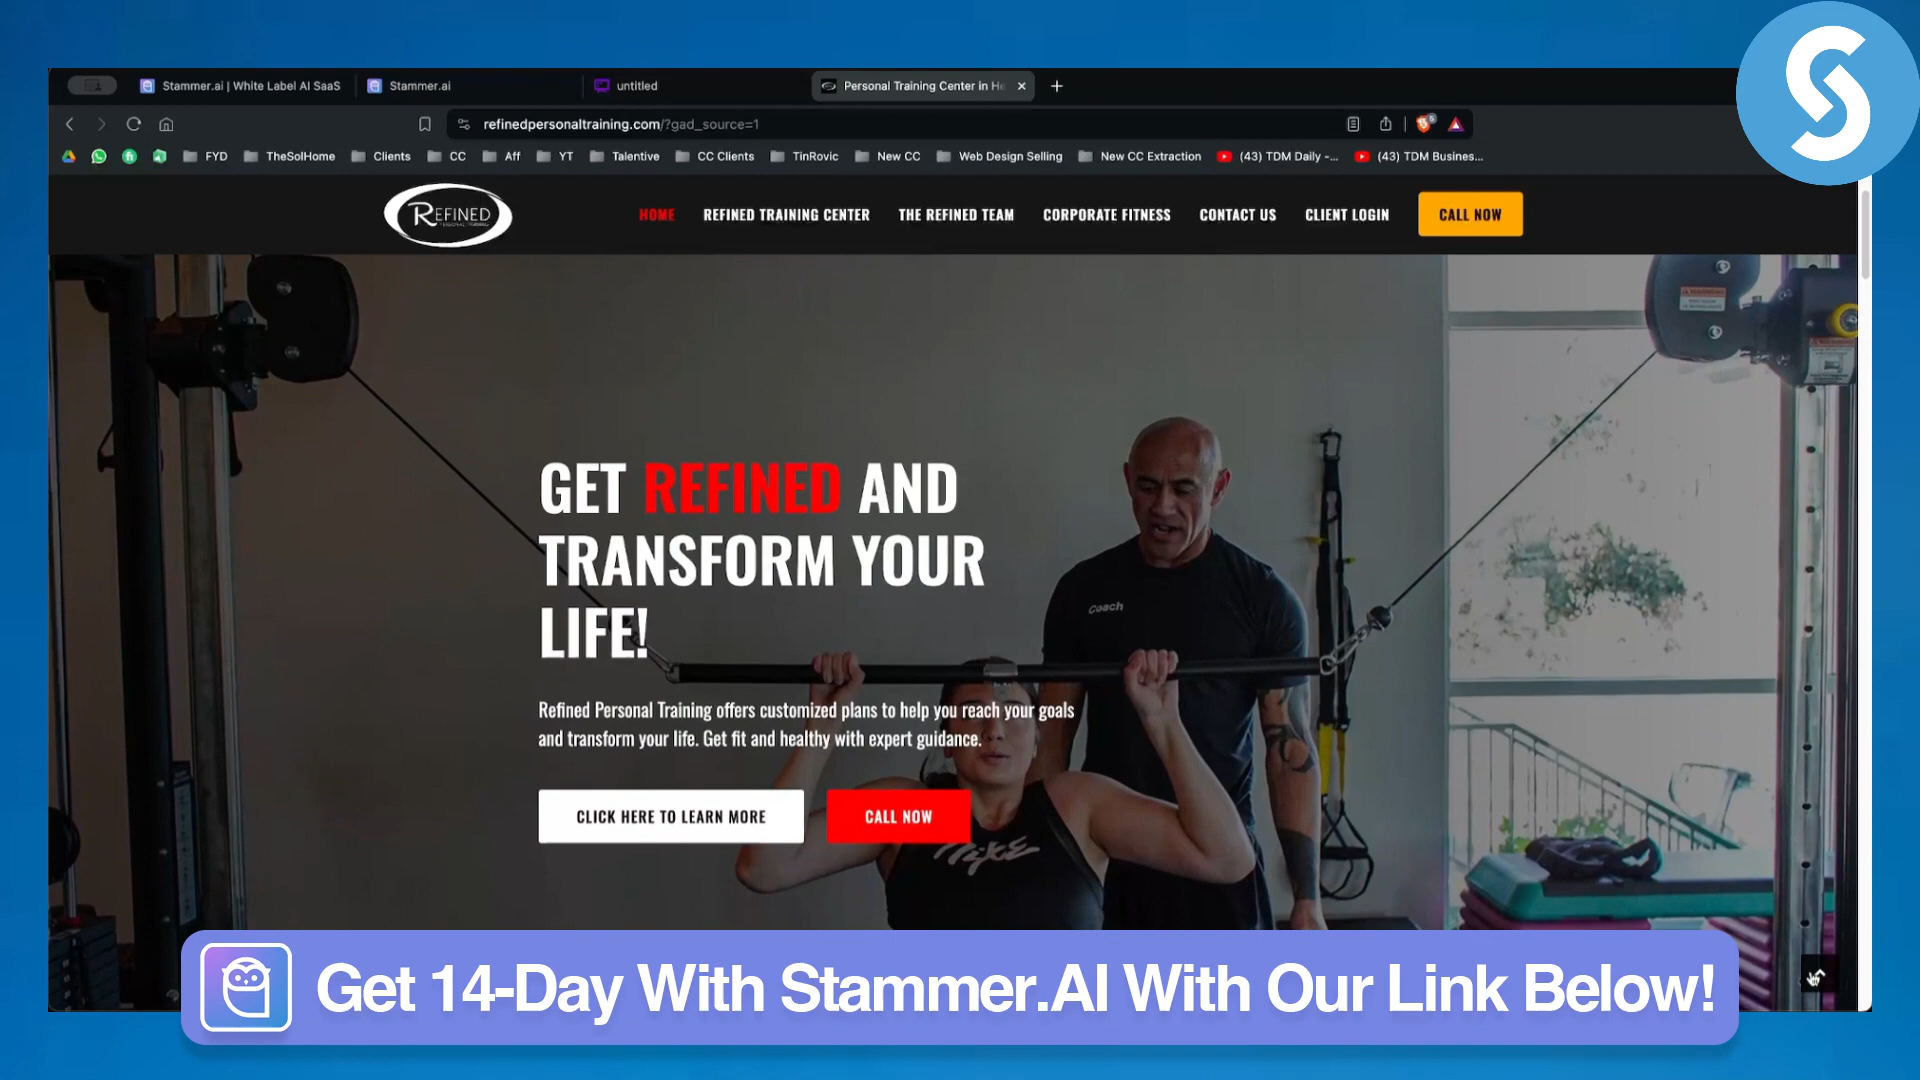 Stammer.ai | White Label AI SaaS
Stammer.ai
untitled
Personal Training Center in He
refinedpersonaltraining.com/?gad_source=1
FYD
TheSolHome
Clients
CC
Aff
YT
Talentive
CC Clients
TinRovic
New CC
Web Design Selling
New CC Extraction
(43) TDM Daily -...
(43) TDM Busines...
REFINED
HOME
REFINED TRAINING CENTER
THE REFINED TEAM
CORPORATE FITNESS
CONTACT US
CLIENT LOGIN
CALL NOW
GET REFINED AND
TRANSFORM YOUR
LIFE!
Coach
Refined Personal Training offers customized plans to help you reach your goals
and transform your life. Get fit and healthy with expert guidance.
CLICK HERE TO LEARN MORE
CALL NOW
Get 14-Day With Stammer.AI With Our Link Below!